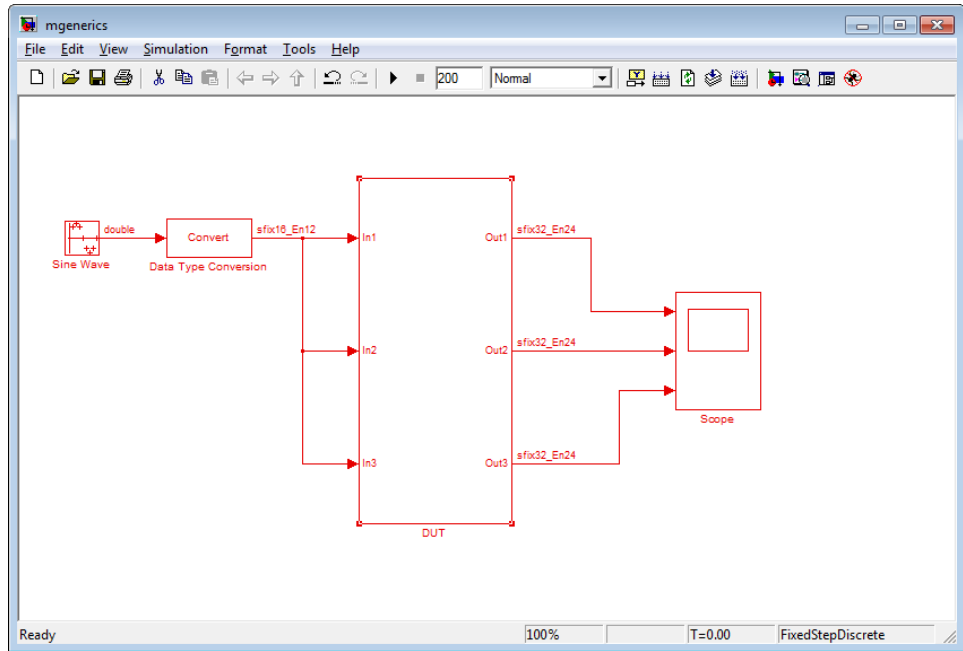 mgenerics
File Edit View Simulation Format Tools Help
200 Normal
double
Convert
sfix16_En12
Sine Wave
Data Type Conversion
In1
Out1
sfix32_En24
In2
Out2
sfix32_En24
In3
Out3
sfix32_En24
Scope
DUT
Ready 100% T=0.00 FixedStepDiscrete